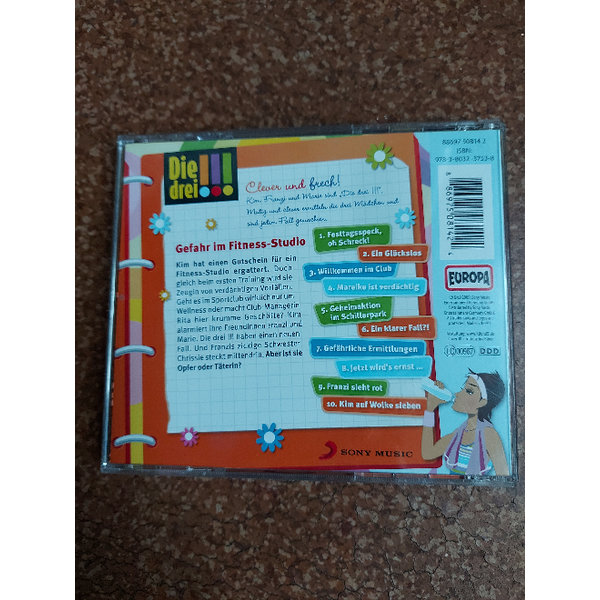 Die
drei !!!
Clever und frech!
Kim, Franzi und Marie sind „Die drei !!!".
Mutig und clever ermitteln die drei Mädchen und
sind jedem Fall gewachsen.
Gefahr im Fitness-Studio
Kim hat einen Gutschein für ein
Fitness-Studio ergattert. Doch
gleich beim ersten Training wird sie
Zeugin von verdächtigen Vorfällen.
Geht es im Sportclub wirklich nur um
Wellness oder macht Club-Managerin
Rita hier krumme Geschäfte? Kim
alarmiert ihre Freundinnen Franzi und
Marie. Die drei !!! haben einen neuen
Fall. Und Franzis zickige Schwester
Chrissie steckt mittendrin. Aber ist sie
Opfer oder Täterin?
1. Festtagsspeck,
oh Schreck!
2. Ein Glückslos
3. Willkommen im Club
4. Mareike ist verdächtig
5. Geheimaktion
im Schillerpark
6. Ein klarer Fall?!
7. Gefährliche Ermittlungen
8. Jetzt wird's ernst ...
9. Franzi sieht rot
10. Kim auf Wolke sieben
SONY MUSIC
88697 50814 2
ISBN:
EUROPA
LC 00967
DDD